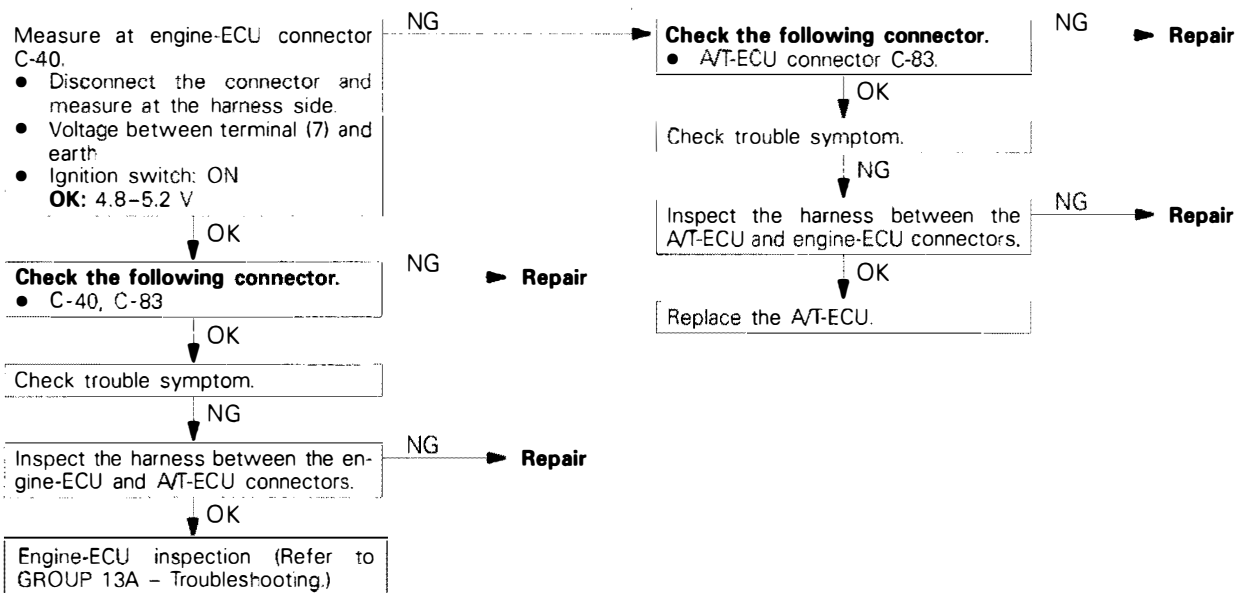 Measure at engine-ECU connector
C-40.
● Disconnect the connector and
measure at the harness side.
● Voltage between terminal (7) and
earth
● Ignition switch: ON
OK: 4.8–5.2 V
OK
Check the following connector.
● C-40, C-83
NG
Repair
OK
Check trouble symptom.
NG
Inspect the harness between the en-
gine-ECU and A/T-ECU connectors.
NG
Repair
OK
Engine-ECU inspection (Refer to
GROUP 13A – Troubleshooting.)
NG
Check the following connector.
● A/T-ECU connector C-83.
NG
Repair
OK
Check trouble symptom.
NG
Inspect the harness between the
A/T-ECU and engine-ECU connectors.
NG
Repair
OK
Replace the A/T-ECU.